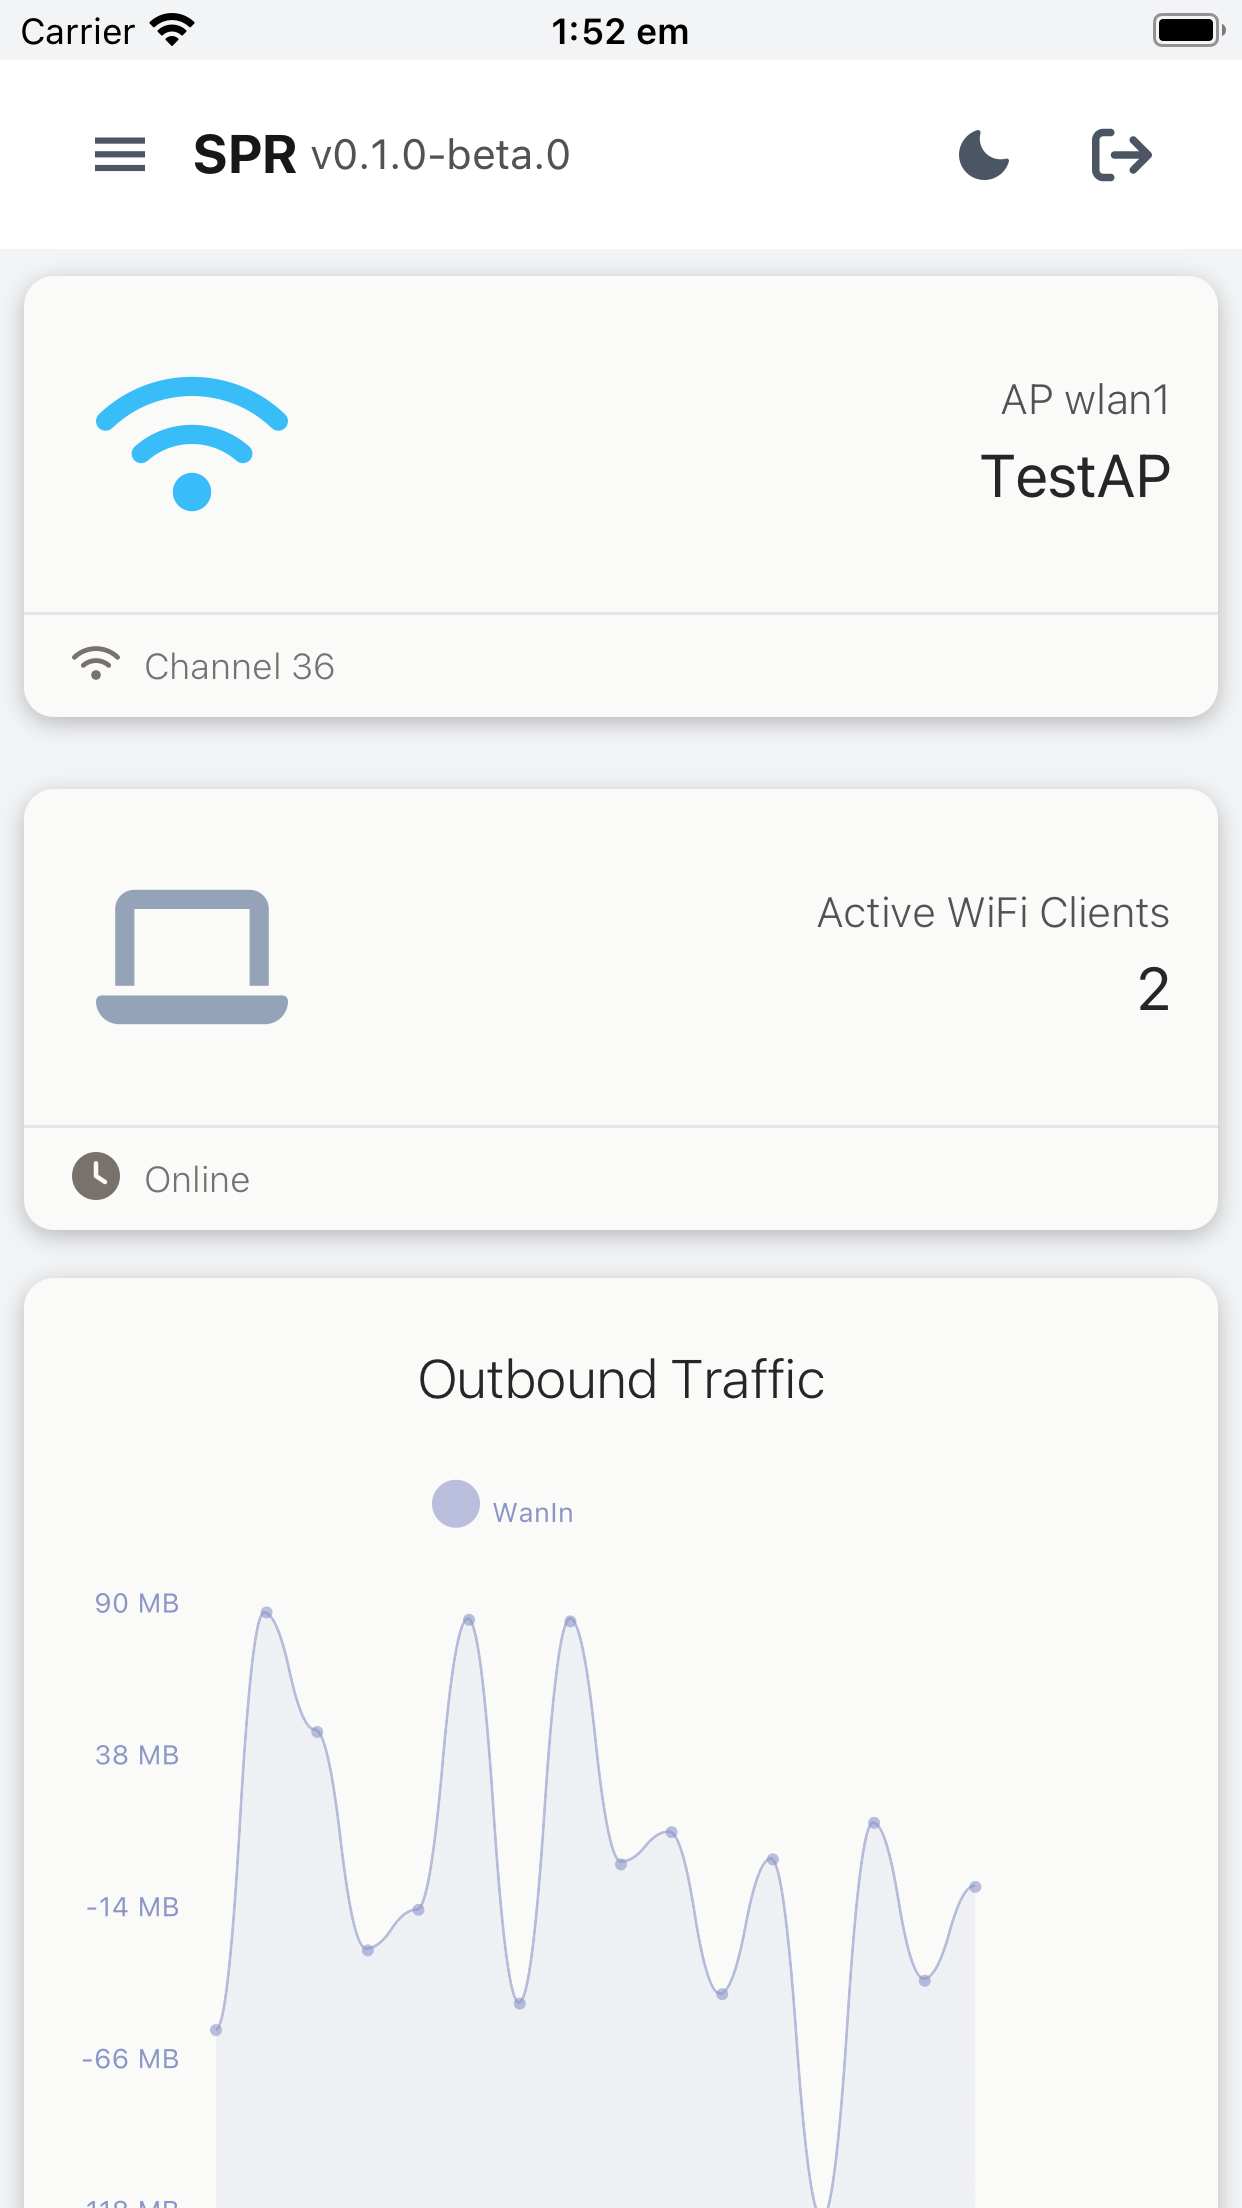 Carrier 1:52 em
SPR v0.1.0-beta.0
AP wlan1
TestAP
Channel 36
Active WiFi Clients
2
Online
Outbound Traffic
WanIn
90 MB
38 MB
-14 MB
-66 MB